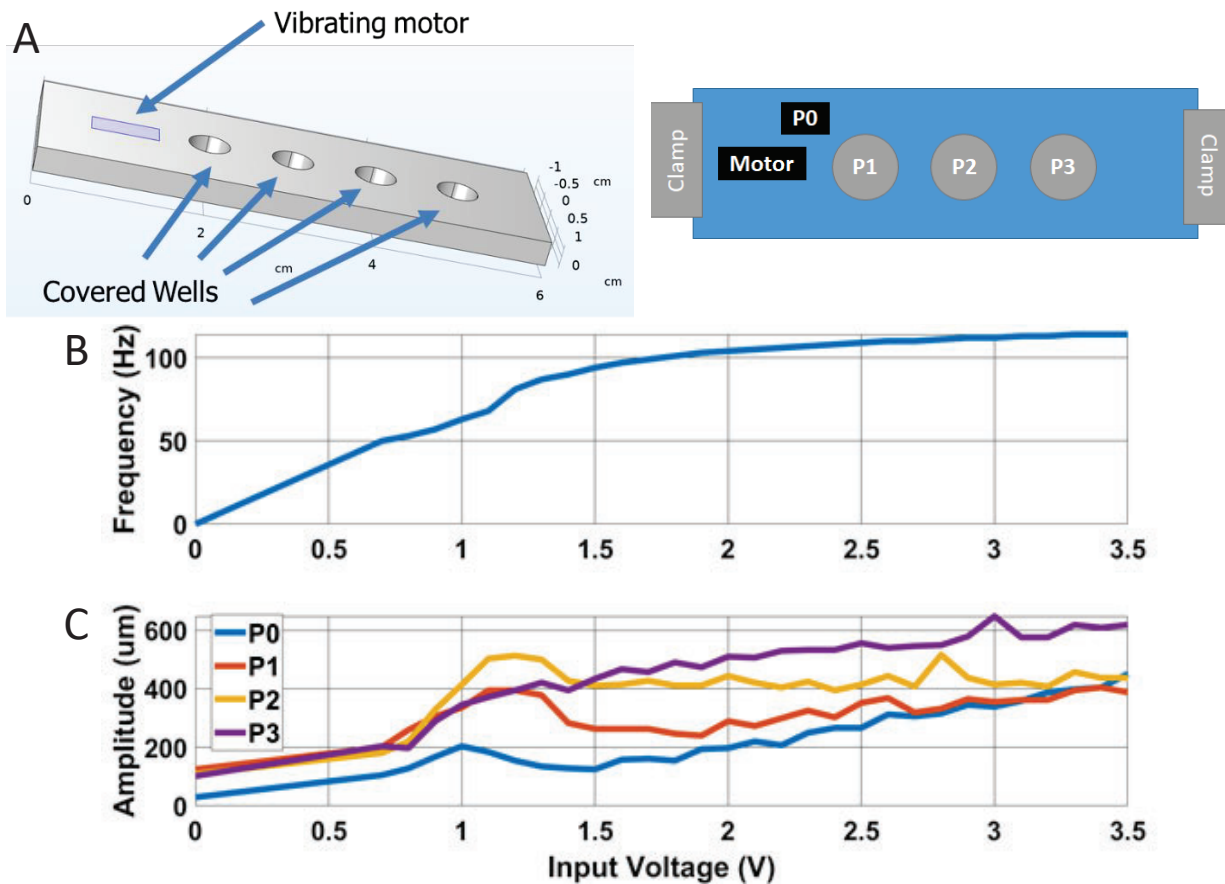 A
Vibrating motor
0
2
cm
4
6
cm
0
1
0.5
0
-0.5
-1
cm
Covered Wells
Clamp
P0
Motor
P1
P2
P3
Clamp
B
Frequency (Hz)
100
50
0
0
0.5
1
1.5
2
2.5
3
3.5
C
Amplitude (um)
600
400
200
0
P0
P1
P2
P3
0
0.5
1
1.5
2
2.5
3
3.5
Input Voltage (V)